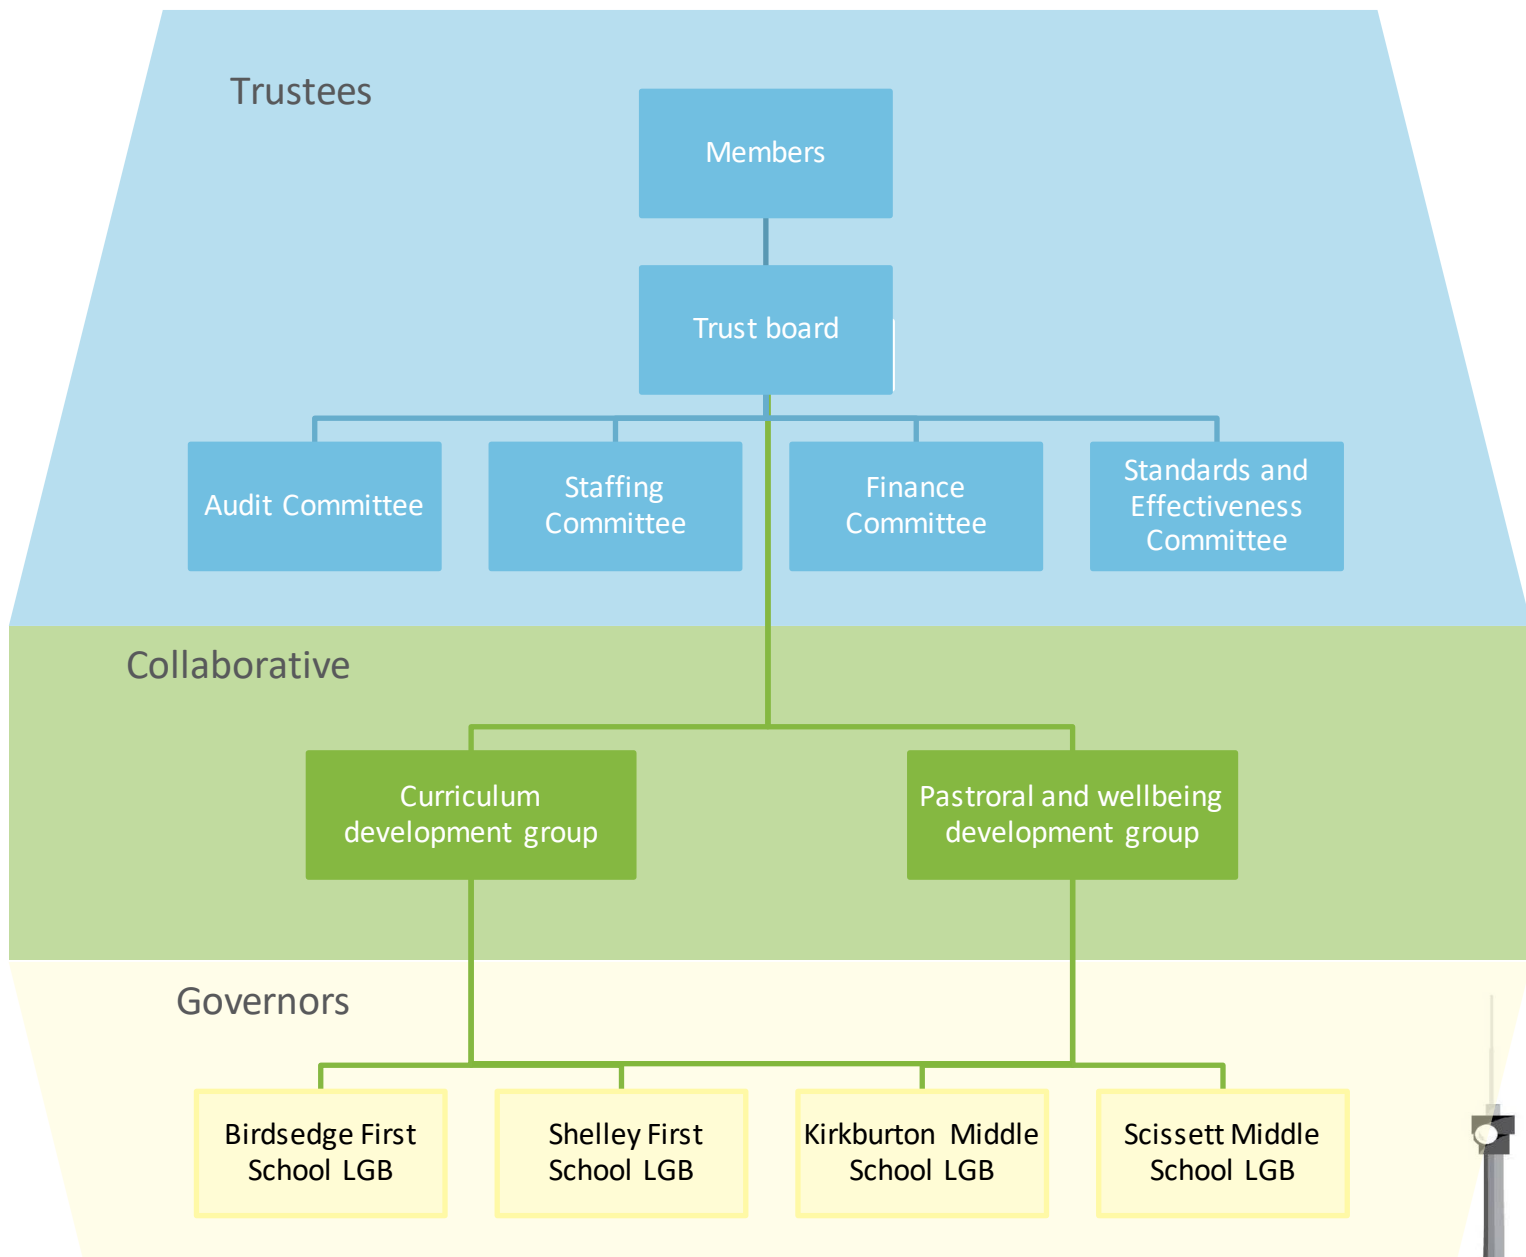 Trustees
Members
Trust board
Audit Committee
Staffing
Committee
Finance
Committee
Standards and
Effectiveness
Committee
Collaborative
Curriculum
development group
Pastroral and wellbeing
development group
Governors
Birdsedge First
School LGB
Shelley First
School LGB
Kirkburton Middle
School LGB
Scissett Middle
School LGB